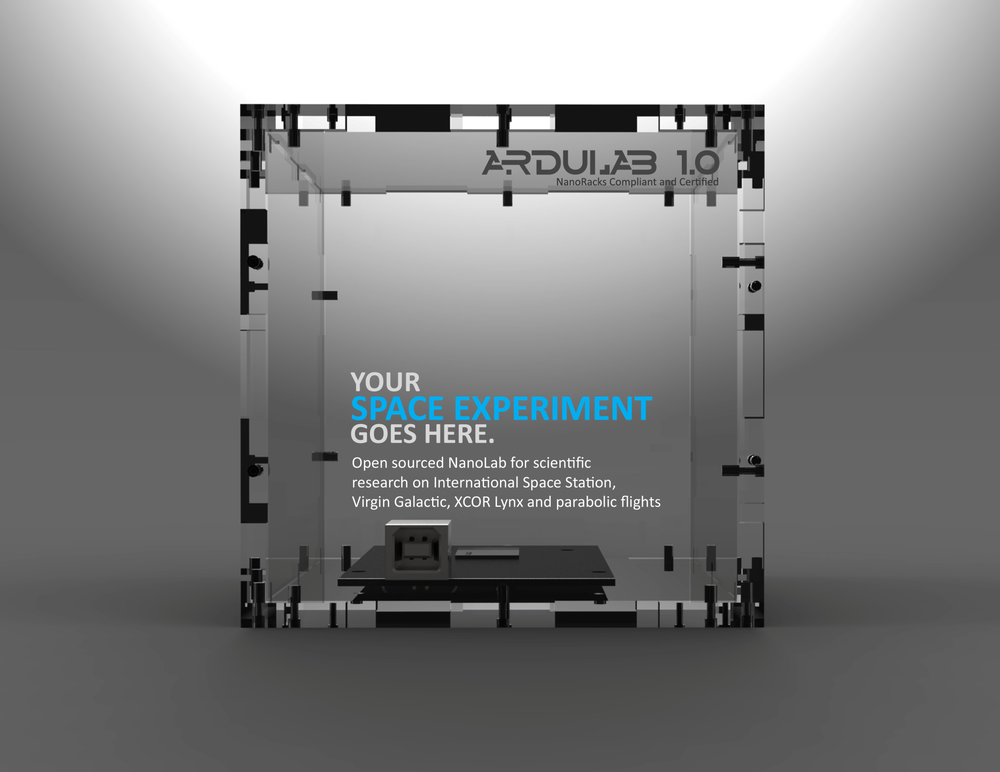 ARDULAB 1.0
NanoRacks Compliant and Certified
YOUR
SPACE EXPERIMENT
GOES HERE.
Open sourced NanoLab for scientific
research on International Space Station,
Virgin Galactic, XCOR Lynx and parabolic flights